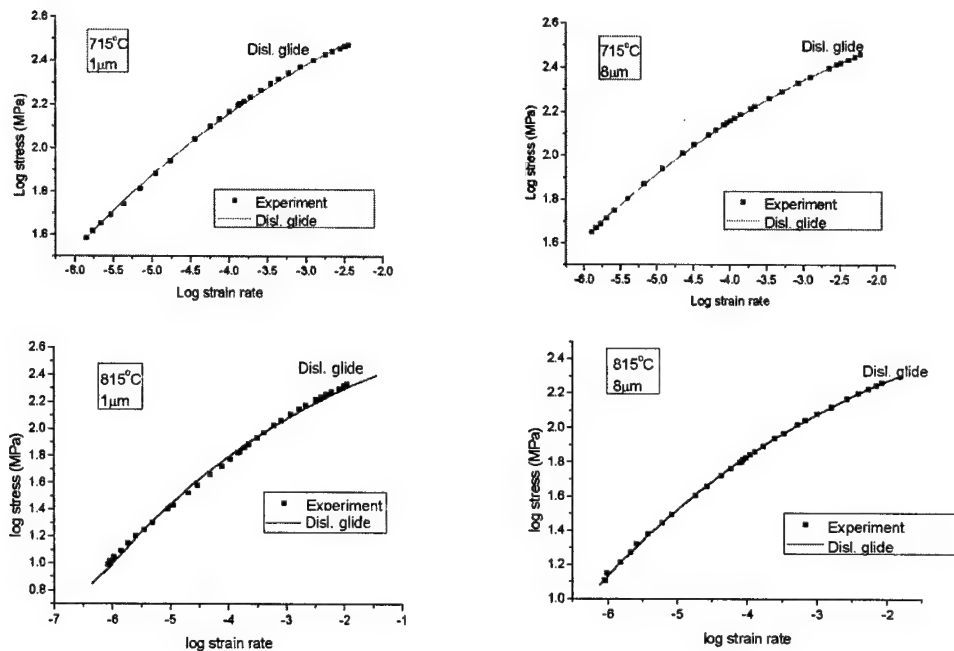 2.6
2.4
2.2
2.0
1.8
1.6
Log stress (MPa)
715°C
1μm
Disl. glide
Experiment
Disl. glide
-6.0 -5.5 -5.0 -4.5 -4.0 -3.5 -3.0 -2.5 -2.0
Log strain rate
2.6
2.4
2.2
2.0
1.8
1.6
Log stress (MPa)
715°C
8μm
Disl. glide
Experiment
Disl. glide
-6.0 -5.5 -5.0 -4.5 -4.0 -3.5 -3.0 -2.5 -2.0
Log strain rate
2.6
2.4
2.2
2.0
1.8
1.6
1.4
1.2
1.0
0.8
log stress (MPa)
815°C
1μm
Disl. glide
Experiment
Disl. glide
-7 -6 -5 -4 -3 -2 -1
log strain rate
2.4
2.2
2.0
1.8
1.6
1.4
1.2
1.0
log stress (MPa)
815°C
8μm
Disl. glide
Experiment
Disl. glide
-6 -5 -4 -3 -2
log strain rate